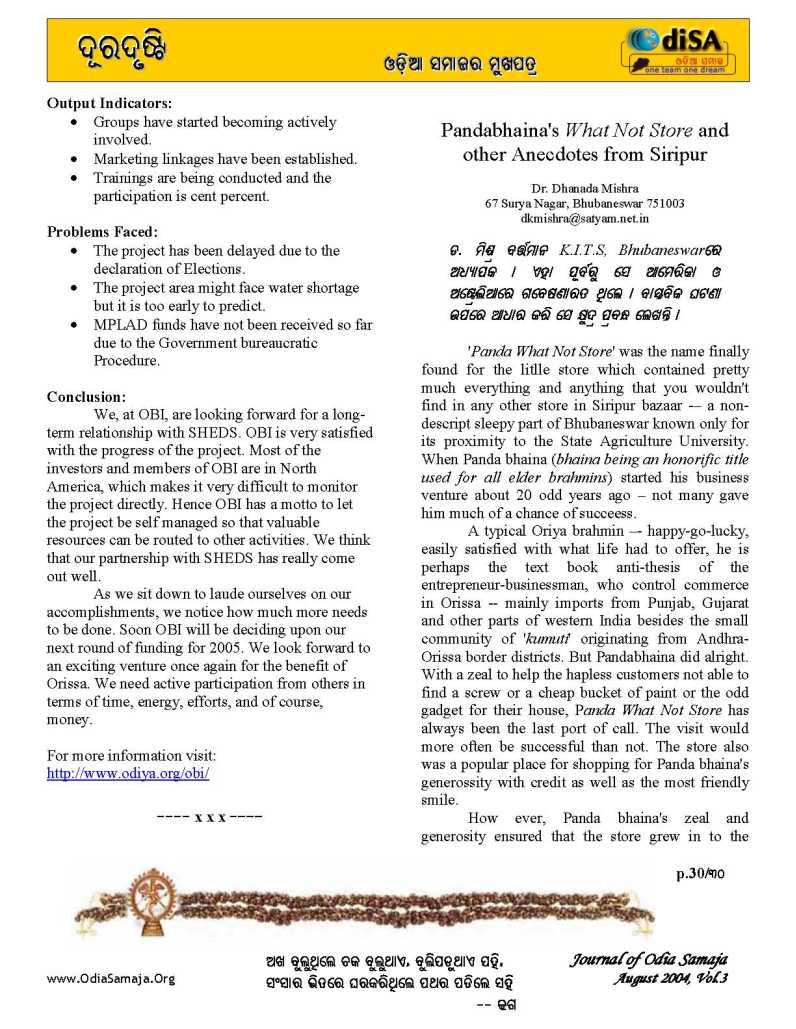 ଦୂରଦୃଷ୍ଟି
ଓଡ଼ିଆ ସମାଜର ମୁଖପତ୍ର
OdiSA
ଓଡ଼ିଆ ସମାଜ
one team one dream
Output Indicators:
• Groups have started becoming actively
involved.
• Marketing linkages have been established.
• Trainings are being conducted and the
participation is cent percent.
Problems Faced:
• The project has been delayed due to the
declaration of Elections.
• The project area might face water shortage
but it is too early to predict.
• MPLAD funds have not been received so far
due to the Government bureaucratic
Procedure.
Conclusion:
We, at OBI, are looking forward for a long-
term relationship with SHEDS. OBI is very satisfied
with the progress of the project. Most of the
investors and members of OBI are in North
America, which makes it very difficult to monitor
the project directly. Hence OBI has a motto to let
the project be self managed so that valuable
resources can be routed to other activities. We think
that our partnership with SHEDS has really come
out well.
As we sit down to laude ourselves on our
accomplishments, we notice how much more needs
to be done. Soon OBI will be deciding upon our
next round of funding for 2005. We look forward to
an exciting venture once again for the benefit of
Orissa. We need active participation from others in
terms of time, energy, efforts, and of course,
money.
For more information visit:
http://www.odiya.org/obi/
---- x x x ----
Pandabhaina's What Not Store and
other Anecdotes from Siripur
Dr. Dhanada Mishra
67 Surya Nagar, Bhubaneswar 751003
dkmishra@satyam.net.in
ଡ. ମିଶ୍ର ବର୍ତ୍ତମାନ K.I.T.S, Bhubaneswarରେ
ଅଧ୍ୟାପକ । ଏହା ପୂର୍ବରୁ ସେ ଆମେରିକା ଓ
ଅଷ୍ଟ୍ରେଲିଆରେ ଗବେଷଣାରତ ଥିଲେ । ବାସ୍ତବିକ ଘଟଣା
ଉପରେ ଆଧାର କରି ସେ କ୍ଷୁଦ୍ର ପ୍ରବନ୍ଧ ଲେଖନ୍ତି ।
'Panda What Not Store' was the name finally
found for the litlle store which contained pretty
much everything and anything that you wouldn't
find in any other store in Siripur bazaar -– a non-
descript sleepy part of Bhubaneswar known only for
its proximity to the State Agriculture University.
When Panda bhaina (bhaina being an honorific title
used for all elder brahmins) started his business
venture about 20 odd years ago – not many gave
him much of a chance of succeess.
A typical Oriya brahmin –- happy-go-lucky,
easily satisfied with what life had to offer, he is
perhaps the text book anti-thesis of the
entrepreneur-businessman, who control commerce
in Orissa -- mainly imports from Punjab, Gujarat
and other parts of western India besides the small
community of 'kumuti' originating from Andhra-
Orissa border districts. But Pandabhaina did alright.
With a zeal to help the hapless customers not able to
find a screw or a cheap bucket of paint or the odd
gadget for their house, Panda What Not Store has
always been the last port of call. The visit would
more often be successful than not. The store also
was a popular place for shopping for Panda bhaina's
generossity with credit as well as the most friendly
smile.
How ever, Panda bhaina's zeal and
generosity ensured that the store grew in to the
p.30/୩୦
www.OdiaSamaja.Org
ଅଖ ବୁଲୁଥିଲେ ଚକ ବୁଲୁଥାଏ, ବୁଲିପଡୁଥାଏ ପହି,
ସଂସାର ଭିତରେ ଘରକରିଥିଲେ ପଥର ପଡିଲେ ସହି
-- ଭଗ
Journal of Odia Samaja
August 2004, Vol.3